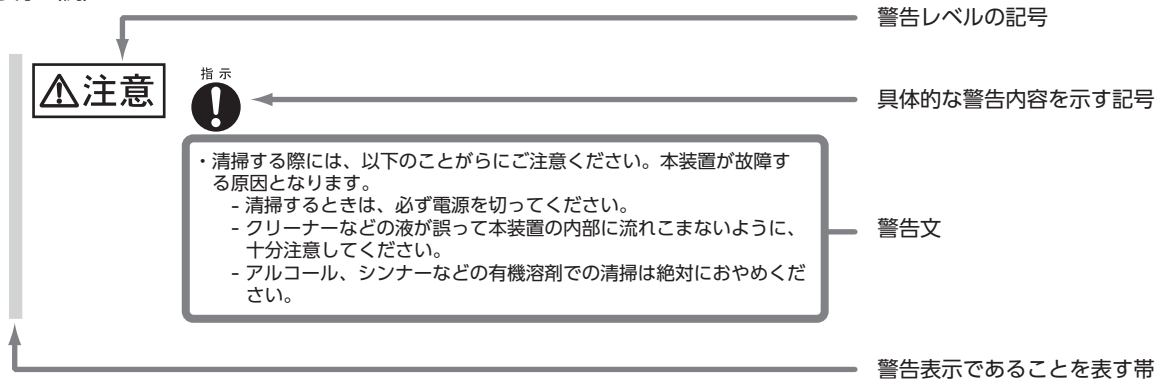 警告レベルの記号
⚠注意
指示
具体的な警告内容を示す記号
・清掃する際には、以下のことがらにご注意ください。本装置が故障す
る原因となります。
- 清掃するときは、必ず電源を切ってください。
- クリーナーなどの液が誤って本装置の内部に流れこまないように、
十分注意してください。
- アルコール、シンナーなどの有機溶剤での清掃は絶対におやめくだ
さい。
警告文
警告表示であることを表す帯